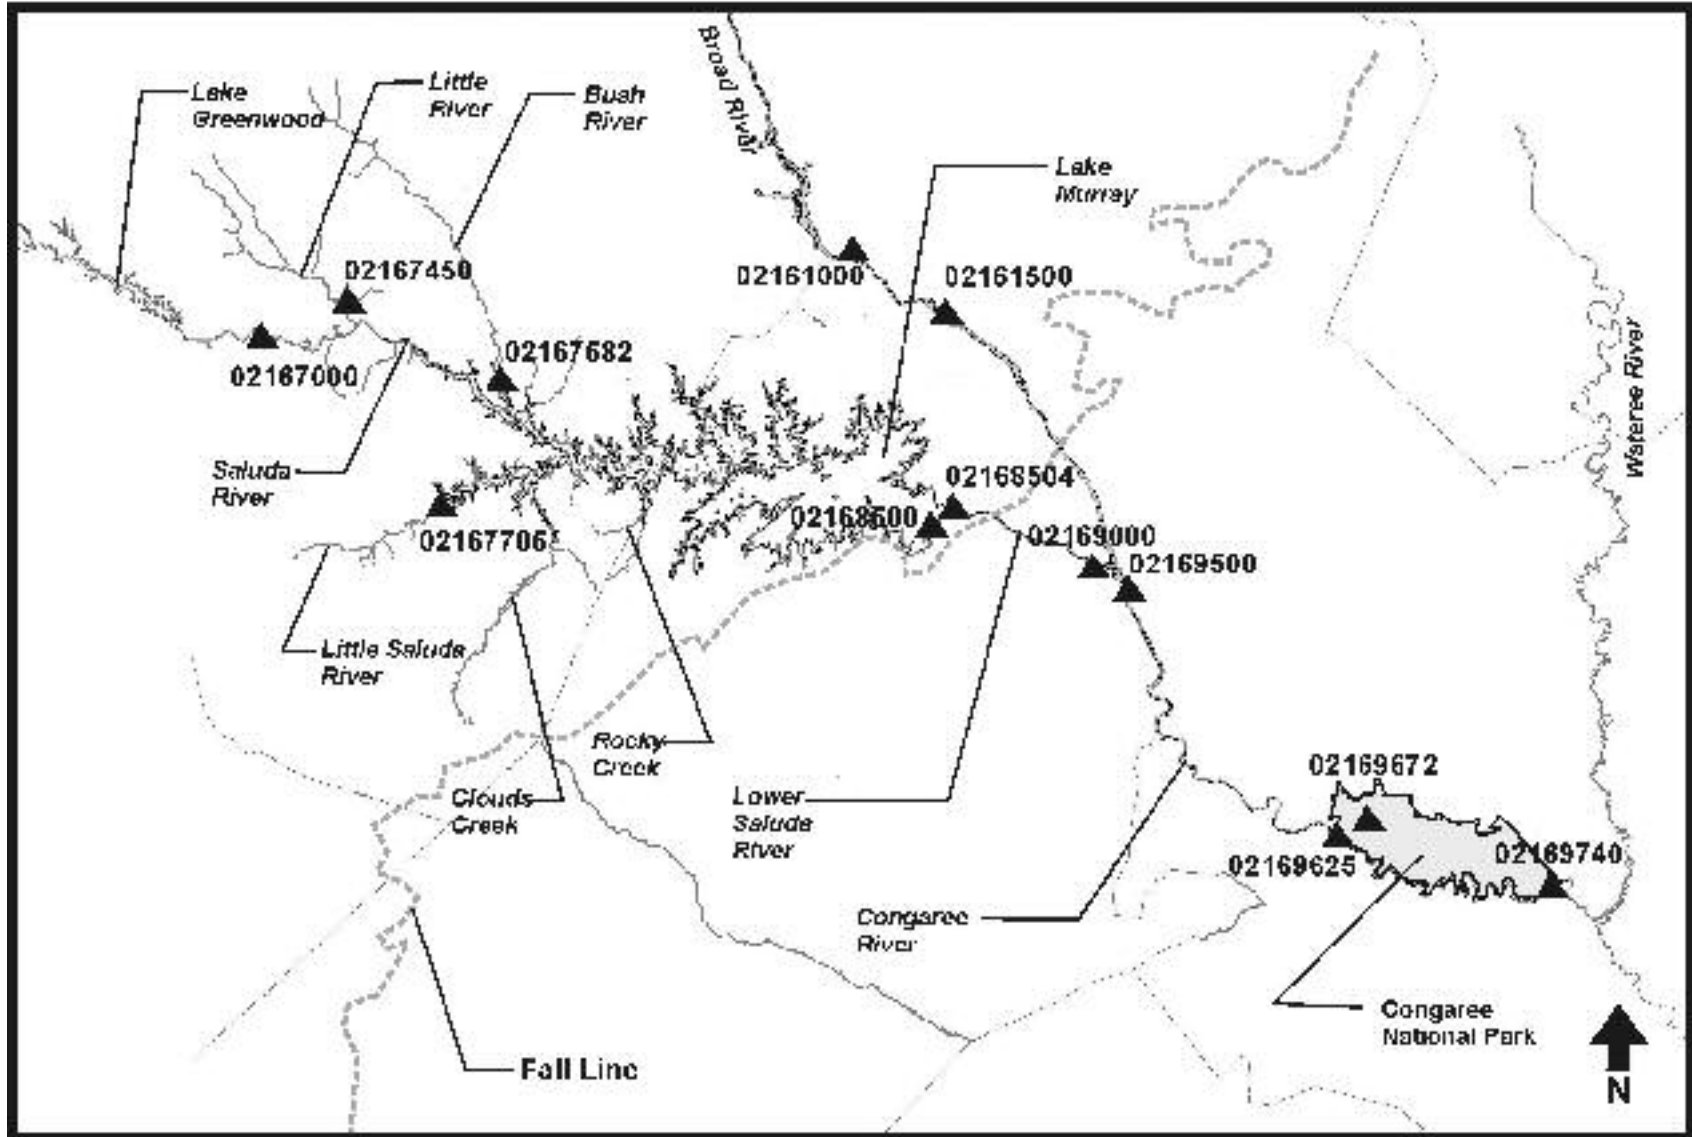 Lake
Greenwood
Little
River
Bush
River
Broad River
Lake
Murray
02167450
02161000
02161500
02167000
02167682
Wateree River
Saluda
River
02168504
02168500
02169000
02167705
02169500
Little Saluda
River
Rocky
Creek
Clouds
Creek
Lower
Saluda
River
02169672
02169625
02169740
Congaree
River
Congaree
National Park
Fall Line
N